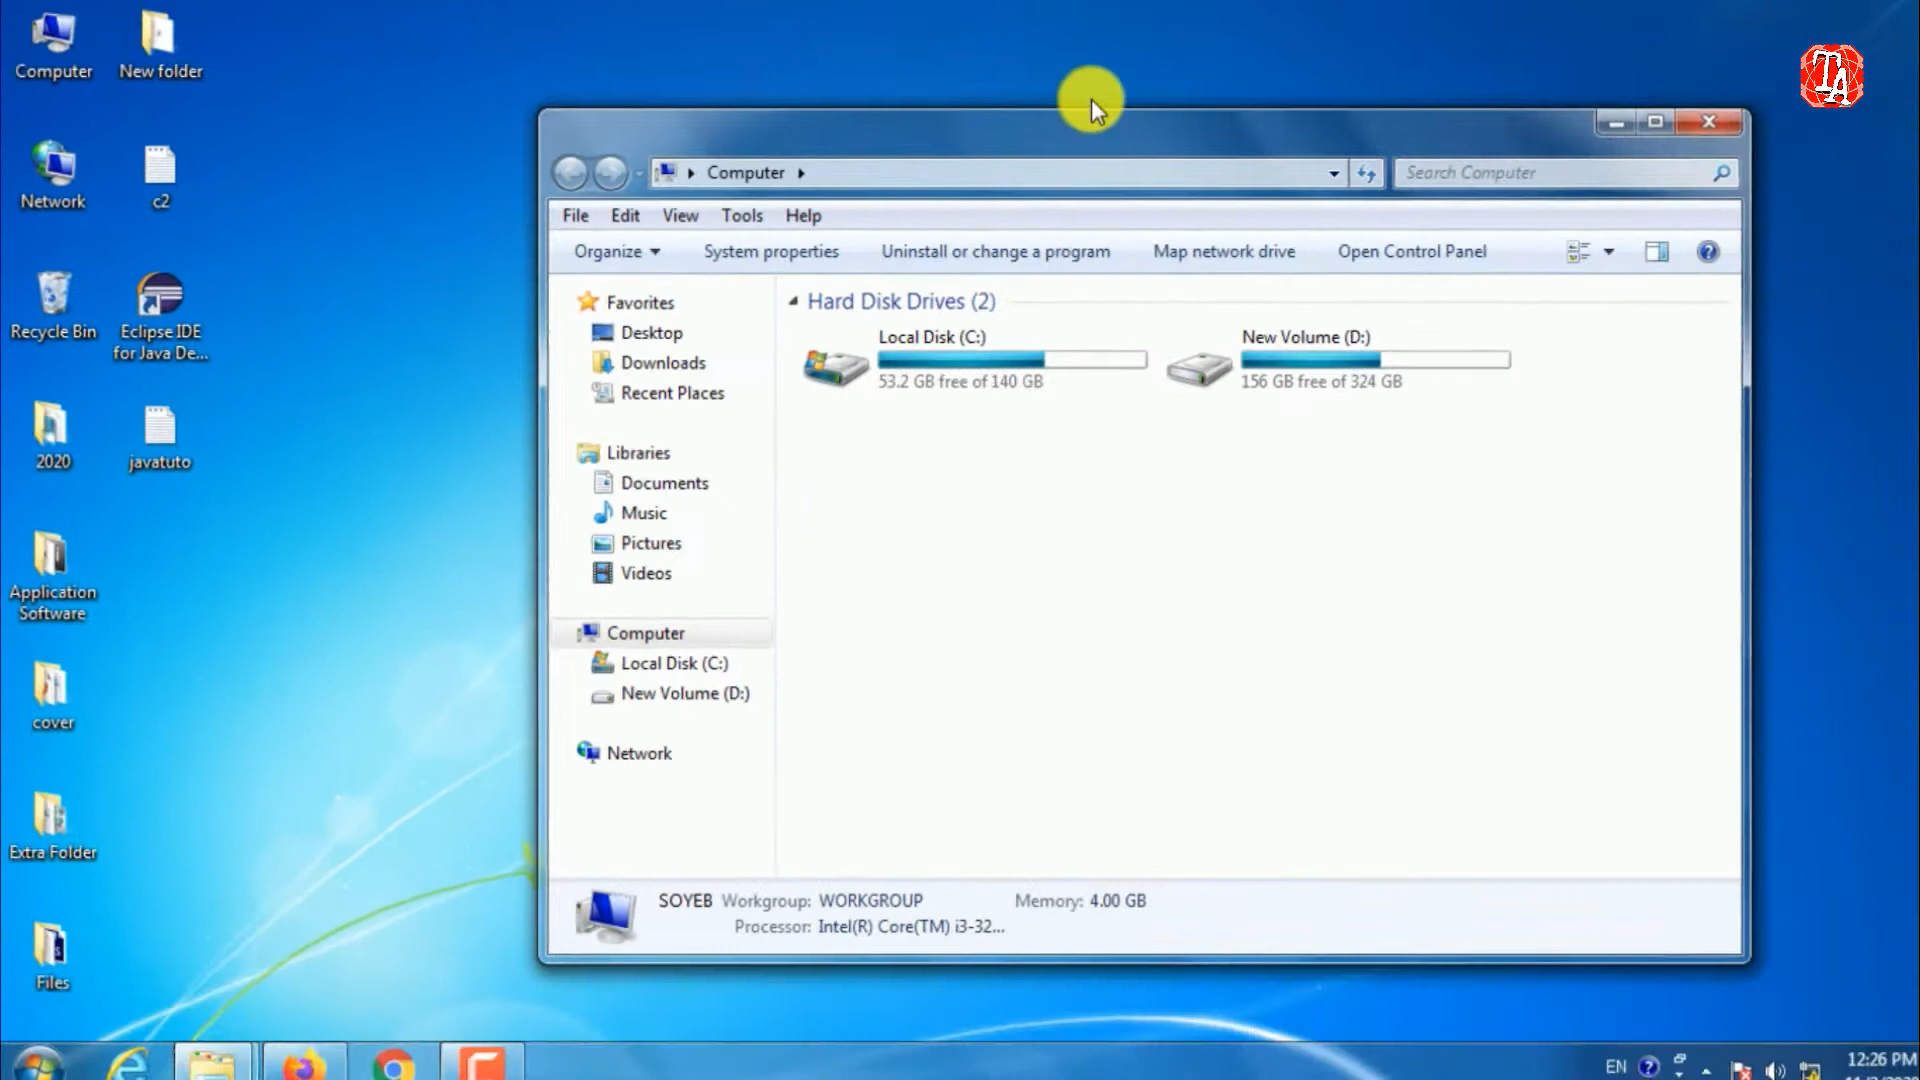 Computer
New folder
Network
c2
Recycle Bin
Eclipse IDE
for Java De...
2020
javatuto
Application
Software
cover
Extra Folder
Files
TA
Computer
Search Computer
File Edit View Tools Help
Organize System properties Uninstall or change a program Map network drive Open Control Panel
Favorites
Desktop
Downloads
Recent Places
Libraries
Documents
Music
Pictures
Videos
Computer
Local Disk (C:)
New Volume (D:)
Network
Hard Disk Drives (2)
Local Disk (C:)
53.2 GB free of 140 GB
New Volume (D:)
156 GB free of 324 GB
SOYEB Workgroup: WORKGROUP Memory: 4.00 GB
Processor: Intel(R) Core(TM) i3-32...
EN
12:26 PM